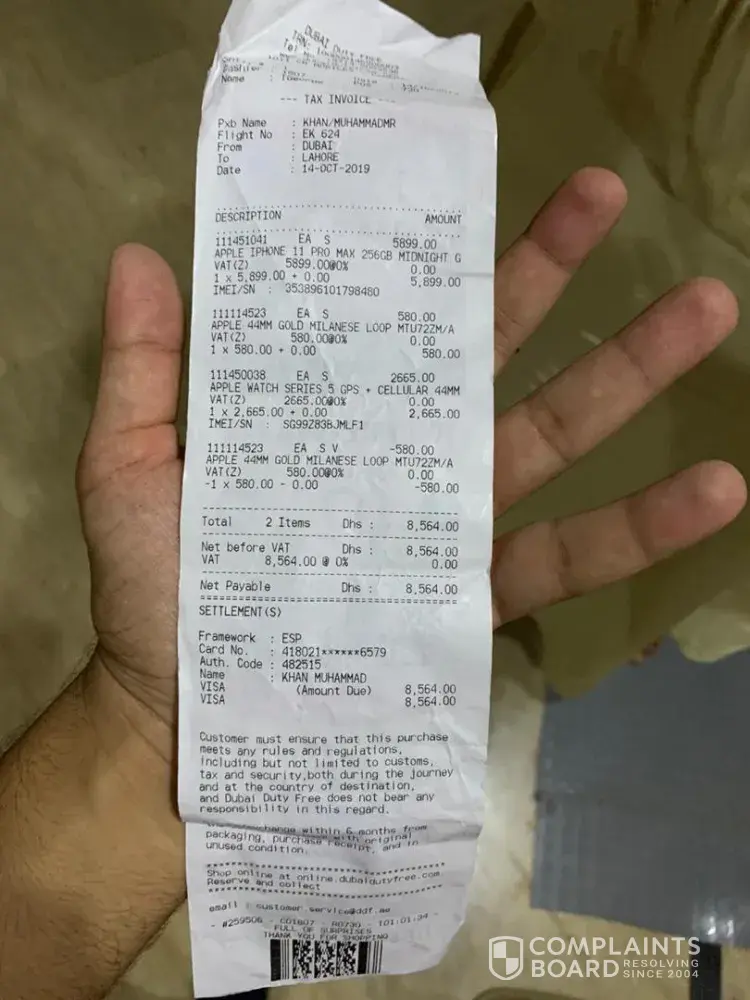 DUBAI Duty Free
--- TAX INVOICE ---
Pxb Name : KHAN/MUHAMMADMR
Flight No : EK 624
From : DUBAI
To : LAHORE
Date : 14-OCT-2019
DESCRIPTION AMOUNT
111451041 EA S 5899.00
APPLE IPHONE 11 PRO MAX 256GB MIDNIGHT G
VAT(Z) 5899.00@0% 0.00
1 x 5,899.00 + 0.00 5,899.00
IMEI/SN : 353896101798480
111114523 EA S 580.00
APPLE 44MM GOLD MILANESE LOOP MTU72ZM/A
VAT(Z) 580.00@0% 0.00
1 x 580.00 + 0.00 580.00
111450038 EA S 2665.00
APPLE WATCH SERIES 5 GPS + CELLULAR 44MM
VAT(Z) 2665.00@0% 0.00
1 x 2,665.00 + 0.00 2,665.00
IMEI/SN : SG99Z83BJMLF1
111114523 EA S V -580.00
APPLE 44MM GOLD MILANESE LOOP MTU72ZM/A
VAT(Z) 580.00@0% 0.00
-1 x 580.00 - 0.00 -580.00
Total 2 Items Dhs : 8,564.00
Net before VAT Dhs : 8,564.00
VAT 8,564.00 @ 0% 0.00
Net Payable Dhs : 8,564.00
SETTLEMENT(S)
Framework : ESP
Card No. : 418021******6579
Auth. Code : 482515
Name : KHAN MUHAMMAD
VISA (Amount Due) 8,564.00
VISA 8,564.00
Customer must ensure that this purchase
meets any rules and regulations,
including but not limited to customs,
tax and security,both during the journey
and at the country of destination,
and Dubai Duty Free does not bear any
responsibility in this regard.
within 6 months from
packaging, purchase receipt, and in
unused condition.
Shop online at online.dubaidutyfree.com
Reserve and collect
email : customer.service@ddf.ae
- #259506 - C01807 - R0730 - 101:01:34 -
FULL OF SURPRISES
THANK YOU FOR SHOPPING
COMPLAINTS
BOARD RESOLVING SINCE 2004